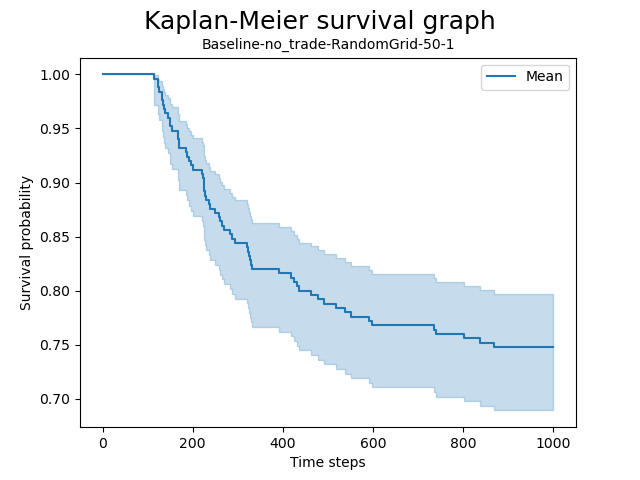 Kaplan-Meier survival graph
Baseline-no_trade-RandomGrid-50-1
Mean
Survival probability
1.00
0.95
0.90
0.85
0.80
0.75
0.70
0 200 400 600 800 1000
Time steps